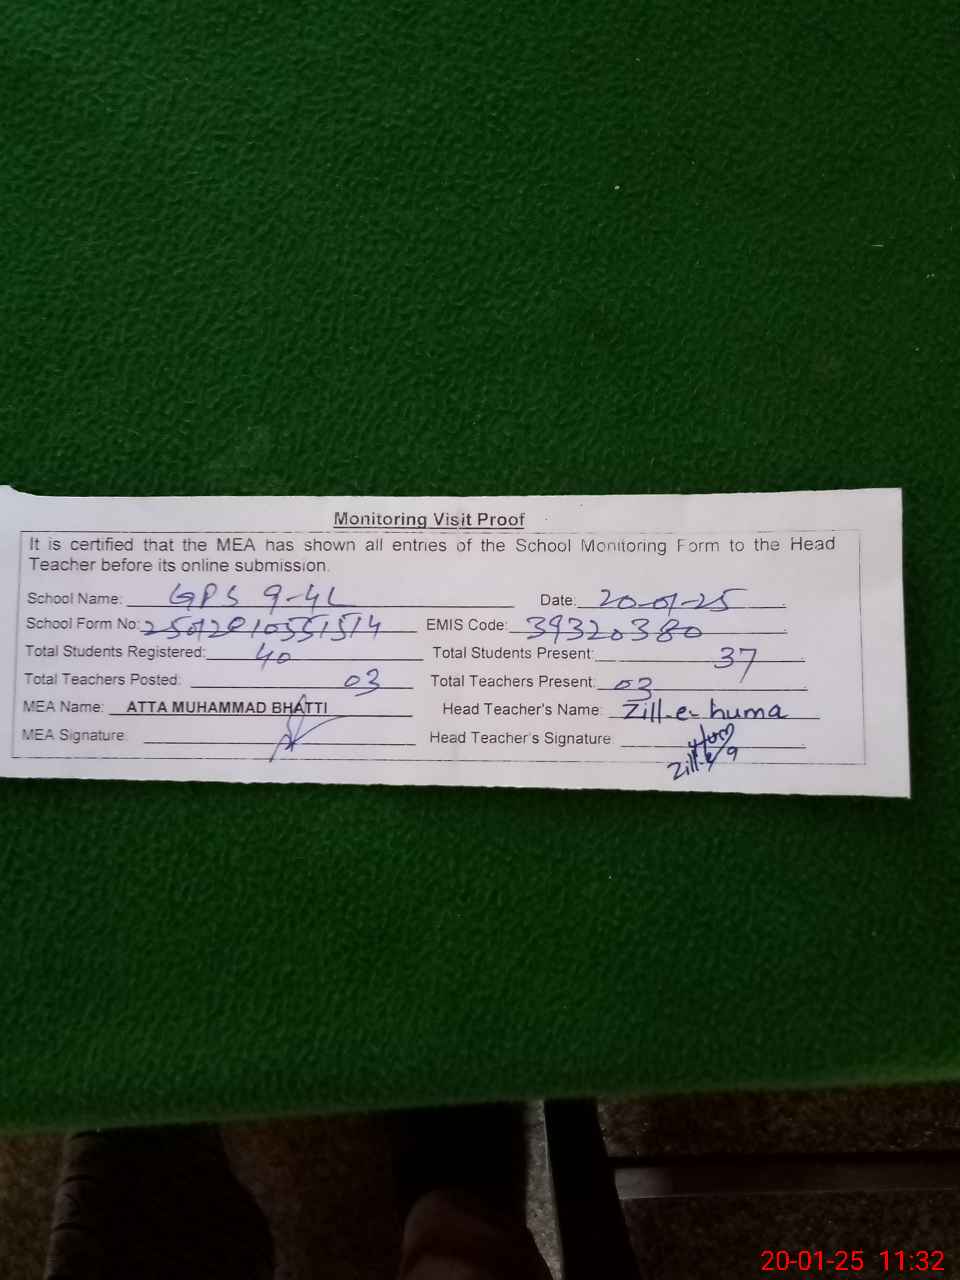 Monitoring Visit Proof
It is certified that the MEA has shown all entries of the School Monitoring Form to the Head
Teacher before its online submission.
School Name: GPS 9-4L Date: 20-01-25
School Form No: EMIS Code: 39320380
Total Students Registered: 40 Total Students Present: 37
Total Teachers Posted: 03 Total Teachers Present: 03
MEA Name: ATTA MUHAMMAD BHATTI Head Teacher's Name: Zill-e-huma
MEA Signature: Head Teacher's Signature: Zill-e
20-01-25 11:32